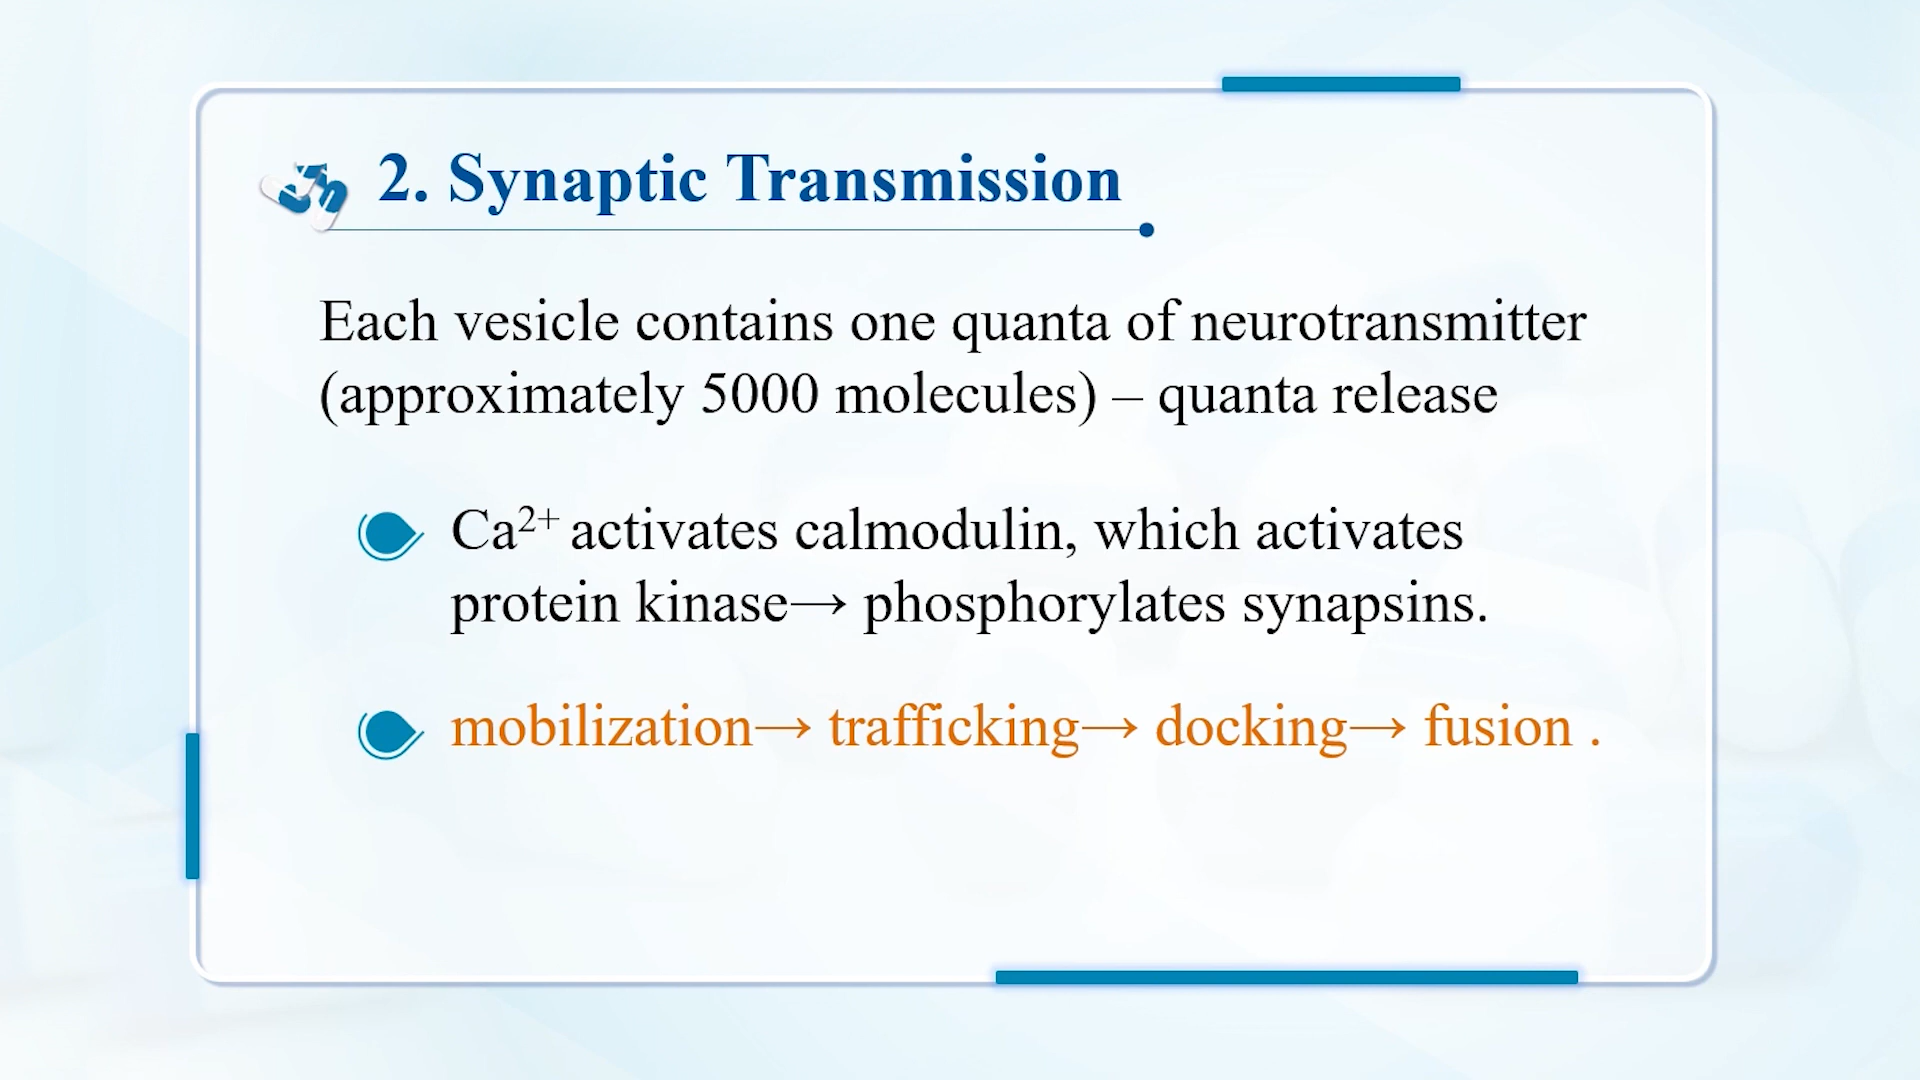 2. Synaptic Transmission
Each vesicle contains one quanta of neurotransmitter
(approximately 5000 molecules) – quanta release
Ca²⁺ activates calmodulin, which activates
protein kinase→ phosphorylates synapsins.
mobilization→ trafficking→ docking→ fusion .